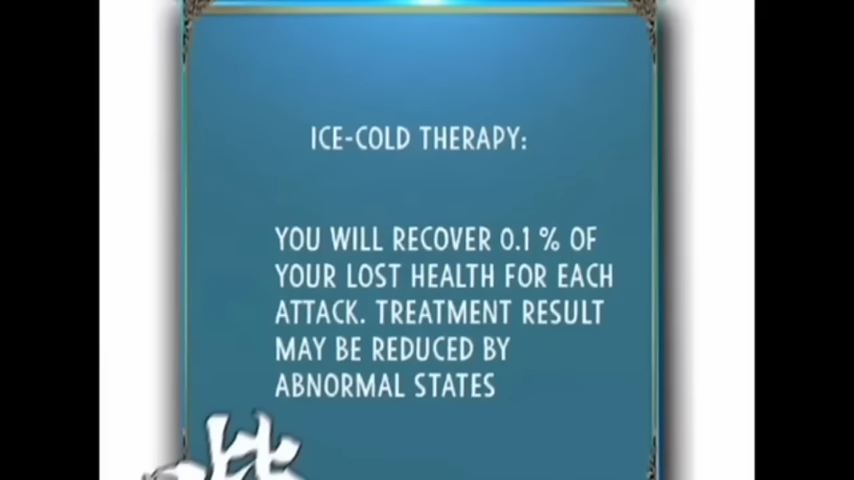 ICE-COLD THERAPY:
YOU WILL RECOVER 0.1 % OF
YOUR LOST HEALTH FOR EACH
ATTACK. TREATMENT RESULT
MAY BE REDUCED BY
ABNORMAL STATES